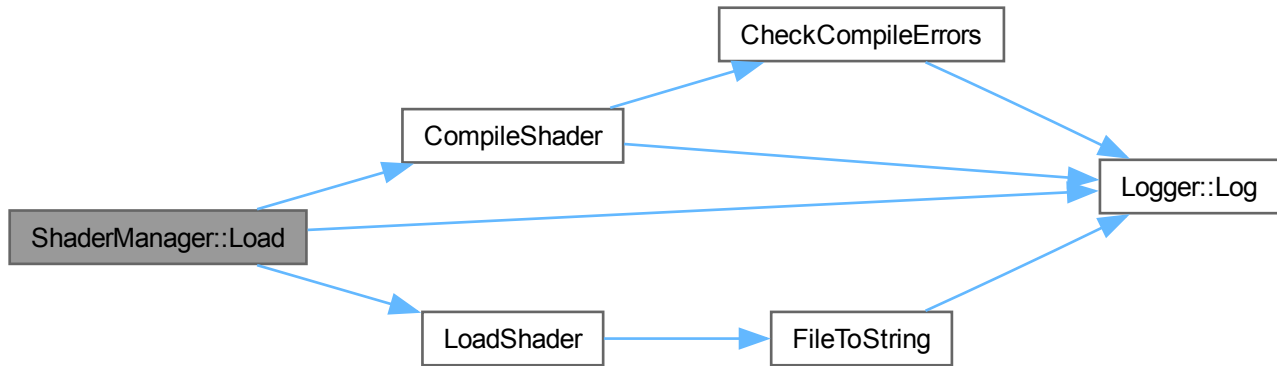 CheckCompileErrors
CompileShader
Logger::Log
ShaderManager::Load
LoadShader
FileToString